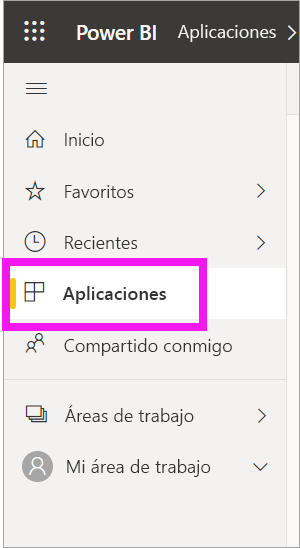 Power BI Aplicaciones
Inicio
Favoritos
Recientes
Aplicaciones
Compartido conmigo
Áreas de trabajo
Mi área de trabajo